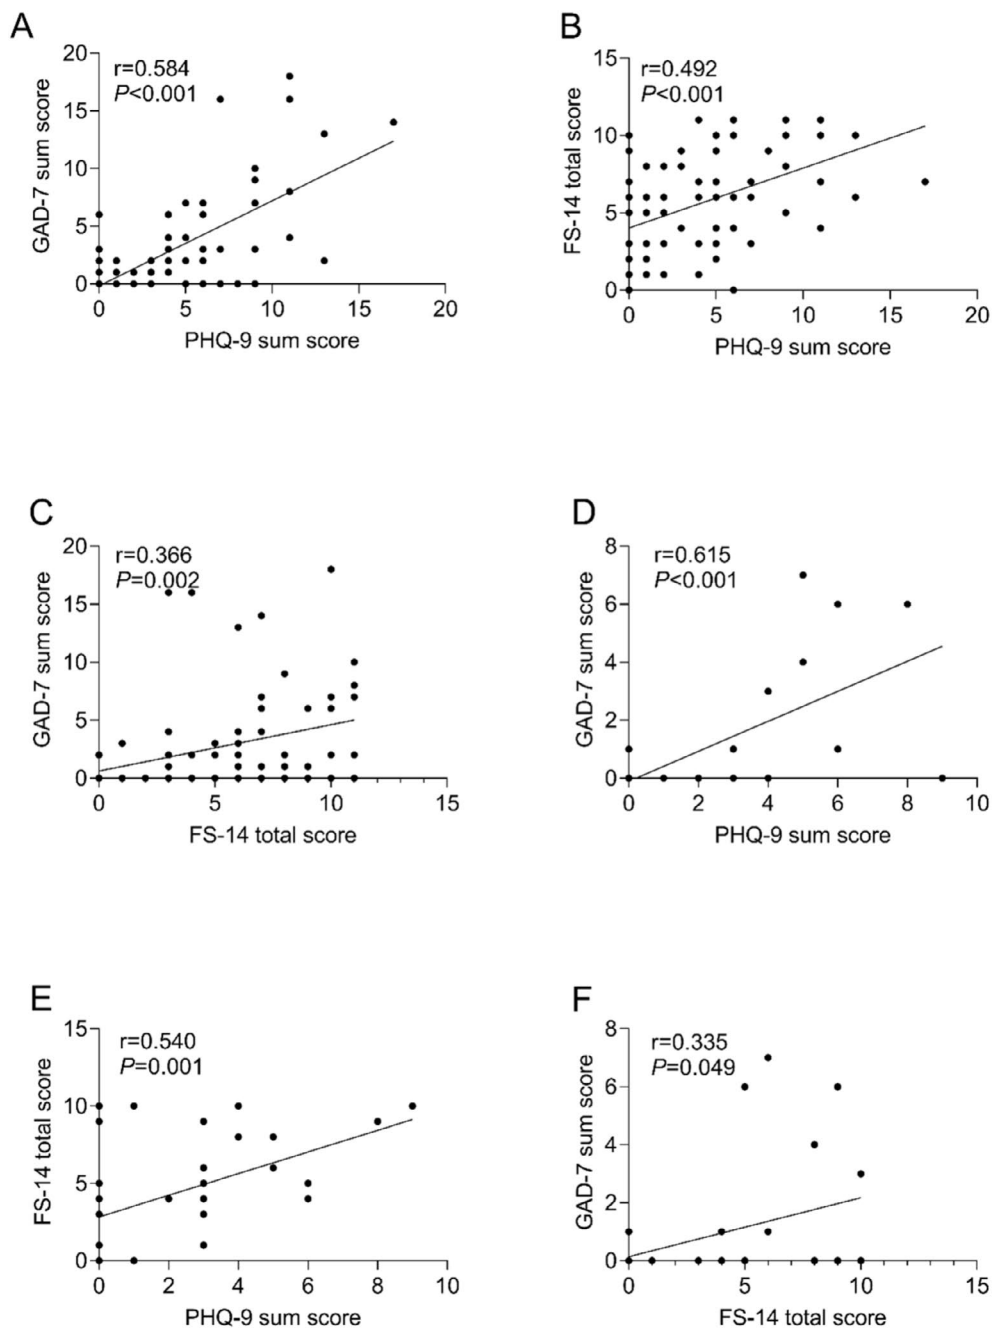 A
r=0.584
P<0.001
GAD-7 sum score
20
15
10
5
0
0 5 10 15 20
PHQ-9 sum score
B
r=0.492
P<0.001
FS-14 total score
15
10
5
0
0 5 10 15 20
PHQ-9 sum score
C
r=0.366
P=0.002
GAD-7 sum score
20
15
10
5
0
0 5 10 15
FS-14 total score
D
r=0.615
P<0.001
GAD-7 sum score
8
6
4
2
0
0 2 4 6 8 10
PHQ-9 sum score
E
r=0.540
P=0.001
FS-14 total score
15
10
5
0
0 2 4 6 8 10
PHQ-9 sum score
F
r=0.335
P=0.049
GAD-7 sum score
8
6
4
2
0
0 5 10 15
FS-14 total score